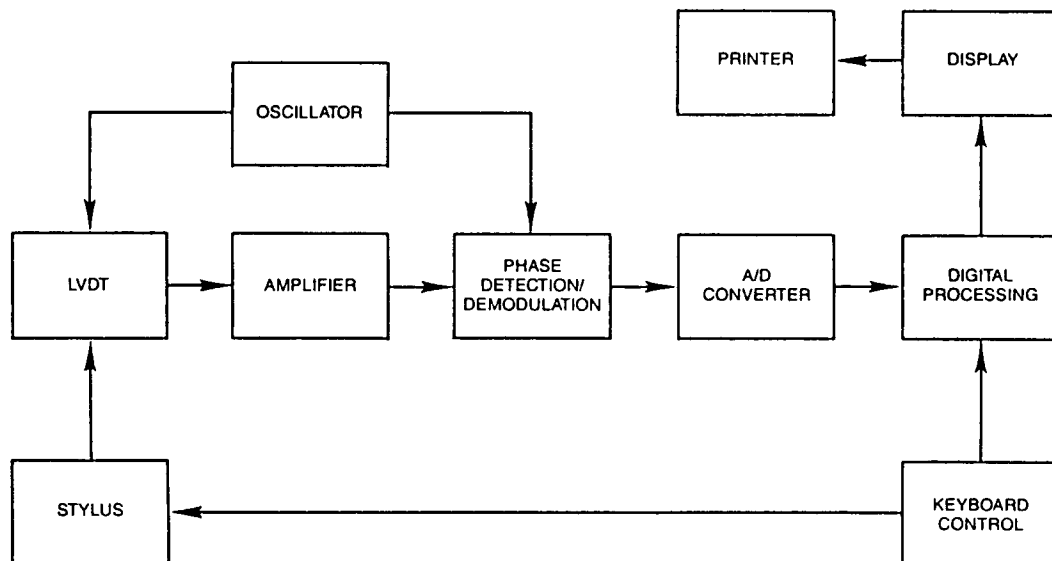 PRINTER
DISPLAY
OSCILLATOR
LVDT
AMPLIFIER
PHASE
DETECTION/
DEMODULATION
A/D
CONVERTER
DIGITAL
PROCESSING
STYLUS
KEYBOARD
CONTROL